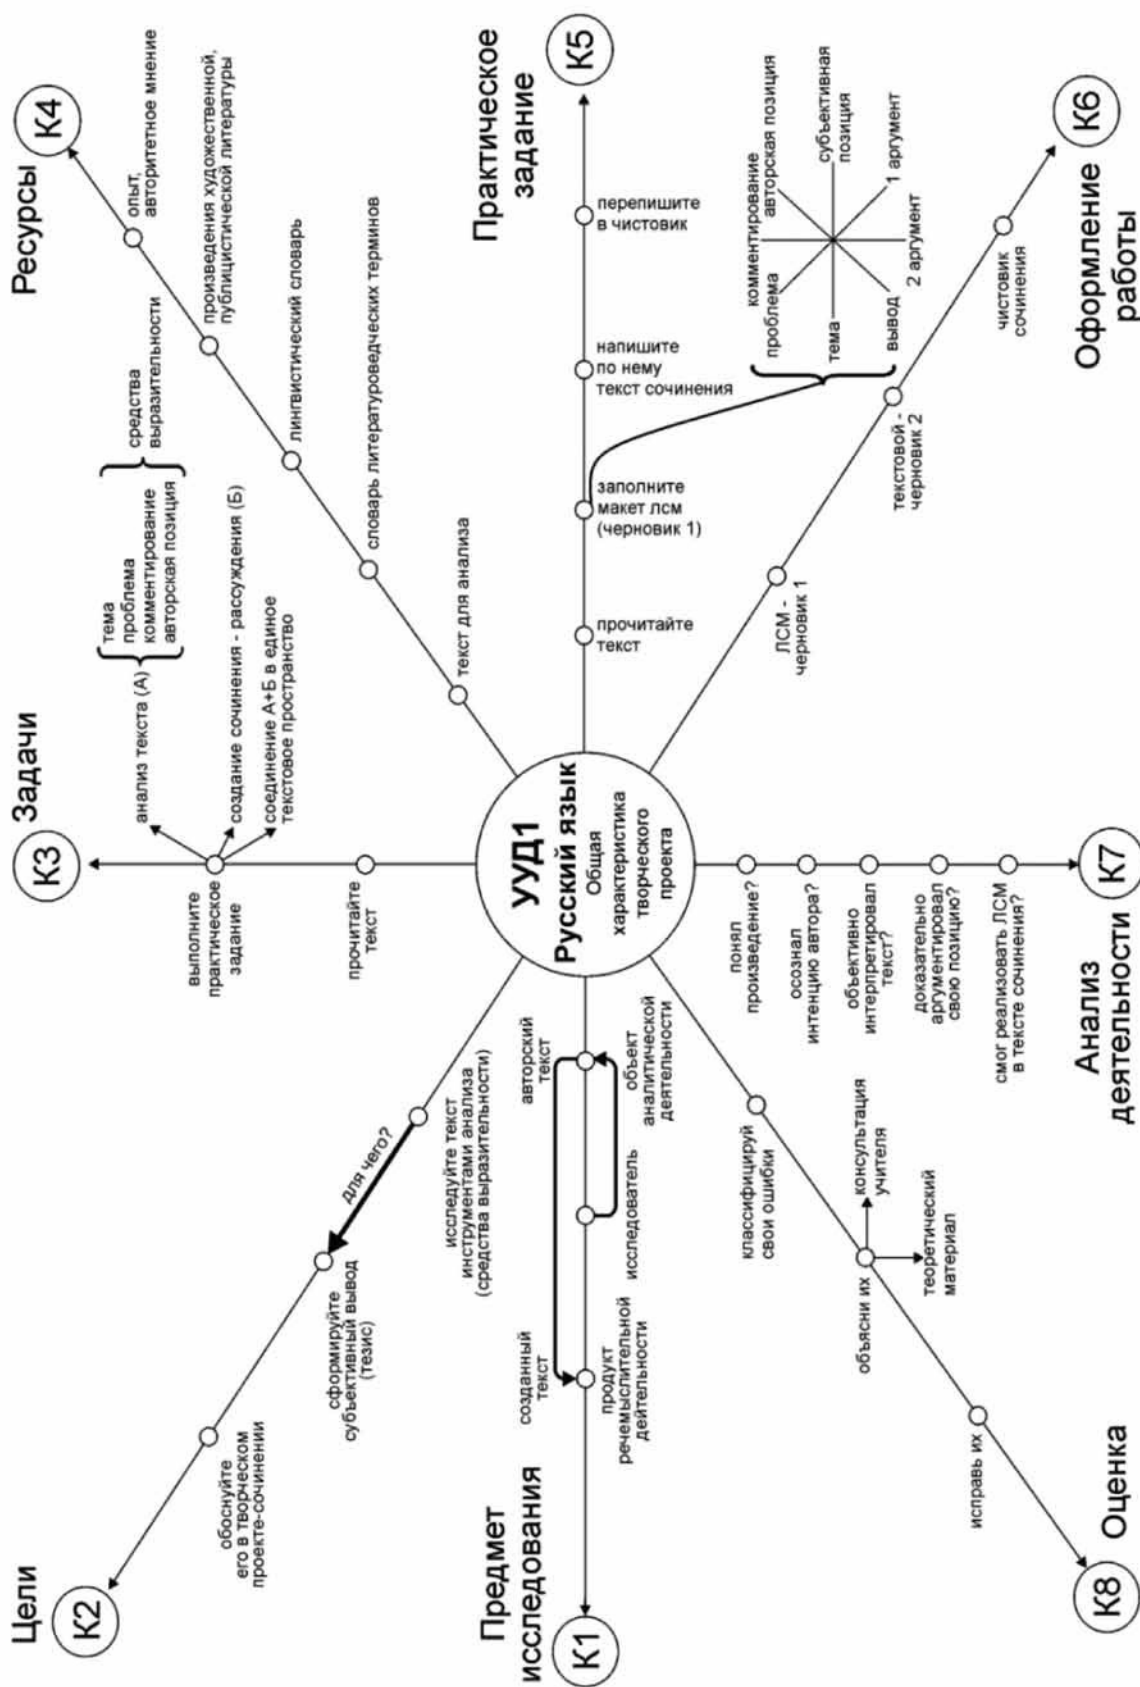 УУД1
Русский язык
Общая
характеристика
творческого
проекта
К1
Предмет
исследования
авторский
текст
объект
аналитической
деятельности
исследователь
созданный
текст
продукт
речемыслительной
дейтельности
К2
Цели
исследуйте текст
инструментами анализа
(средства выразительности)
для чего?
сформируйте
субъективный вывод
(тезис)
обоснуйте
его в творческом
проекте-сочинении
К3
Задачи
прочитайте
текст
выполните
практическое
задание
анализ текста (А)
тема
проблема
комментирование
авторская позиция
средства
выразительности
создание сочинения - рассуждения (Б)
соединение А+Б в единое
текстовое пространство
К4
Ресурсы
текст для анализа
словарь литературоведческих терминов
лингвистический словарь
произведения художественной,
публицистической литературы
опыт,
авторитетное мнение
К5
Практическое
задание
прочитайте
текст
заполните
макет лсм
(черновик 1)
напишите
по нему
текст сочинения
перепишите
в чистовик
тема
проблема
комментирование
авторская позиция
субъективная
позиция
1 аргумент
2 аргумент
вывод
К6
Оформление
работы
ЛСМ -
черновик 1
текстовой -
черновик 2
чистовик
сочинения
К7
Анализ
деятельности
понял
произведение?
осознал
интенцию автора?
объективно
интерпретировал
текст?
доказательно
аргументировал
свою позицию?
смог реализовать ЛСМ
в тексте сочинения?
К8
Оценка
классифицируй
свои ошибки
объясни их
консультация
учителя
теоретический
материал
исправь их